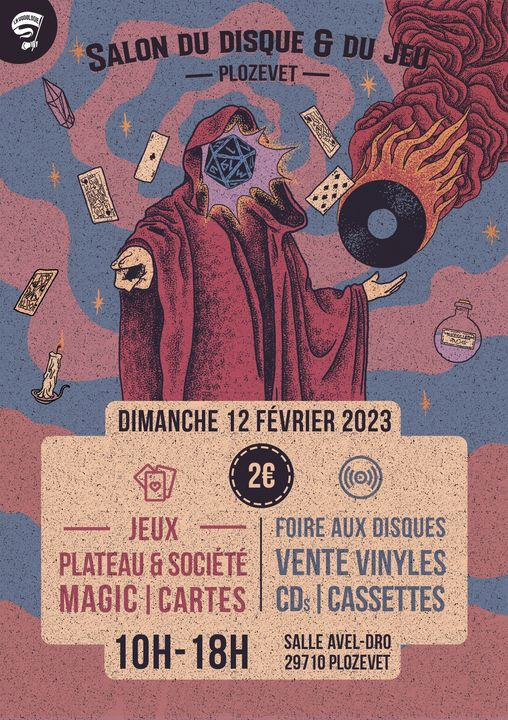 SALON DU DISQUE & DU JEU
PLOZEVET
DIMANCHE 12 FÉVRIER 2023
2€
JEUX
PLATEAU & SOCIÉTÉ
MAGIC | CARTES
FOIRE AUX DISQUES
VENTE VINYLES
CDs | CASSETTES
10H-18H
SALLE AVEL-DRO
29710 PLOZEVET